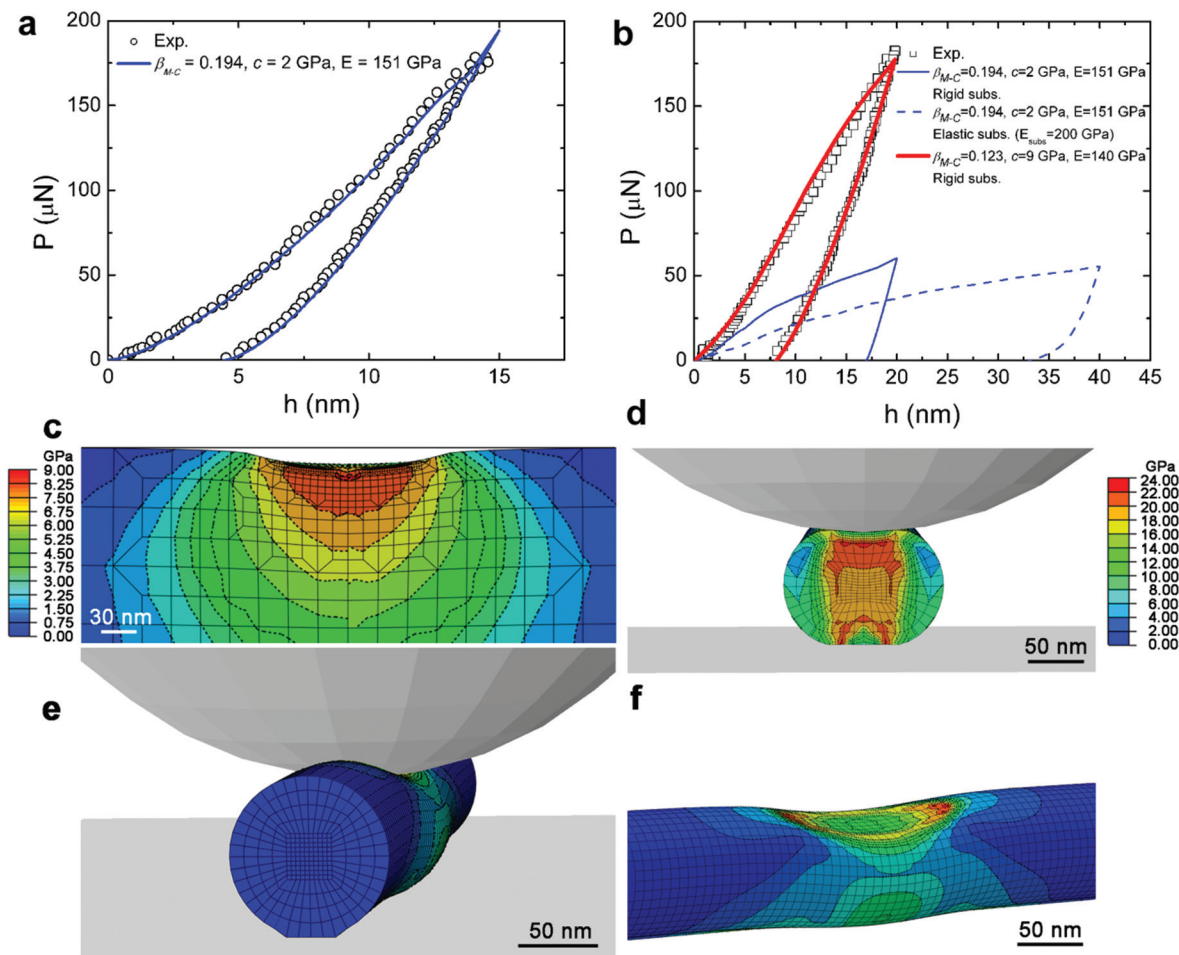 a
P (μN)
200
150
100
50
0
Exp.
β_M-C = 0.194, c = 2 GPa, E = 151 GPa
0
5
10
15
h (nm)
b
P (μN)
200
150
100
50
0
Exp.
β_M-C=0.194, c=2 GPa, E=151 GPa
Rigid subs.
β_M-C=0.194, c=2 GPa, E=151 GPa
Elastic subs. (E_subs=200 GPa)
β_M-C=0.123, c=9 GPa, E=140 GPa
Rigid subs.
0 5 10 15 20 25 30 35 40 45
h (nm)
c
GPa
9.00
7.50
6.75
6.00
5.25
4.50
3.75
3.00
2.25
1.50
0.75
0.00
30 nm
d
50 nm
GPa
24.00
22.00
20.00
18.00
16.00
14.00
12.00
10.00
8.00
6.00
4.00
2.00
0.00
e
50 nm
f
50 nm